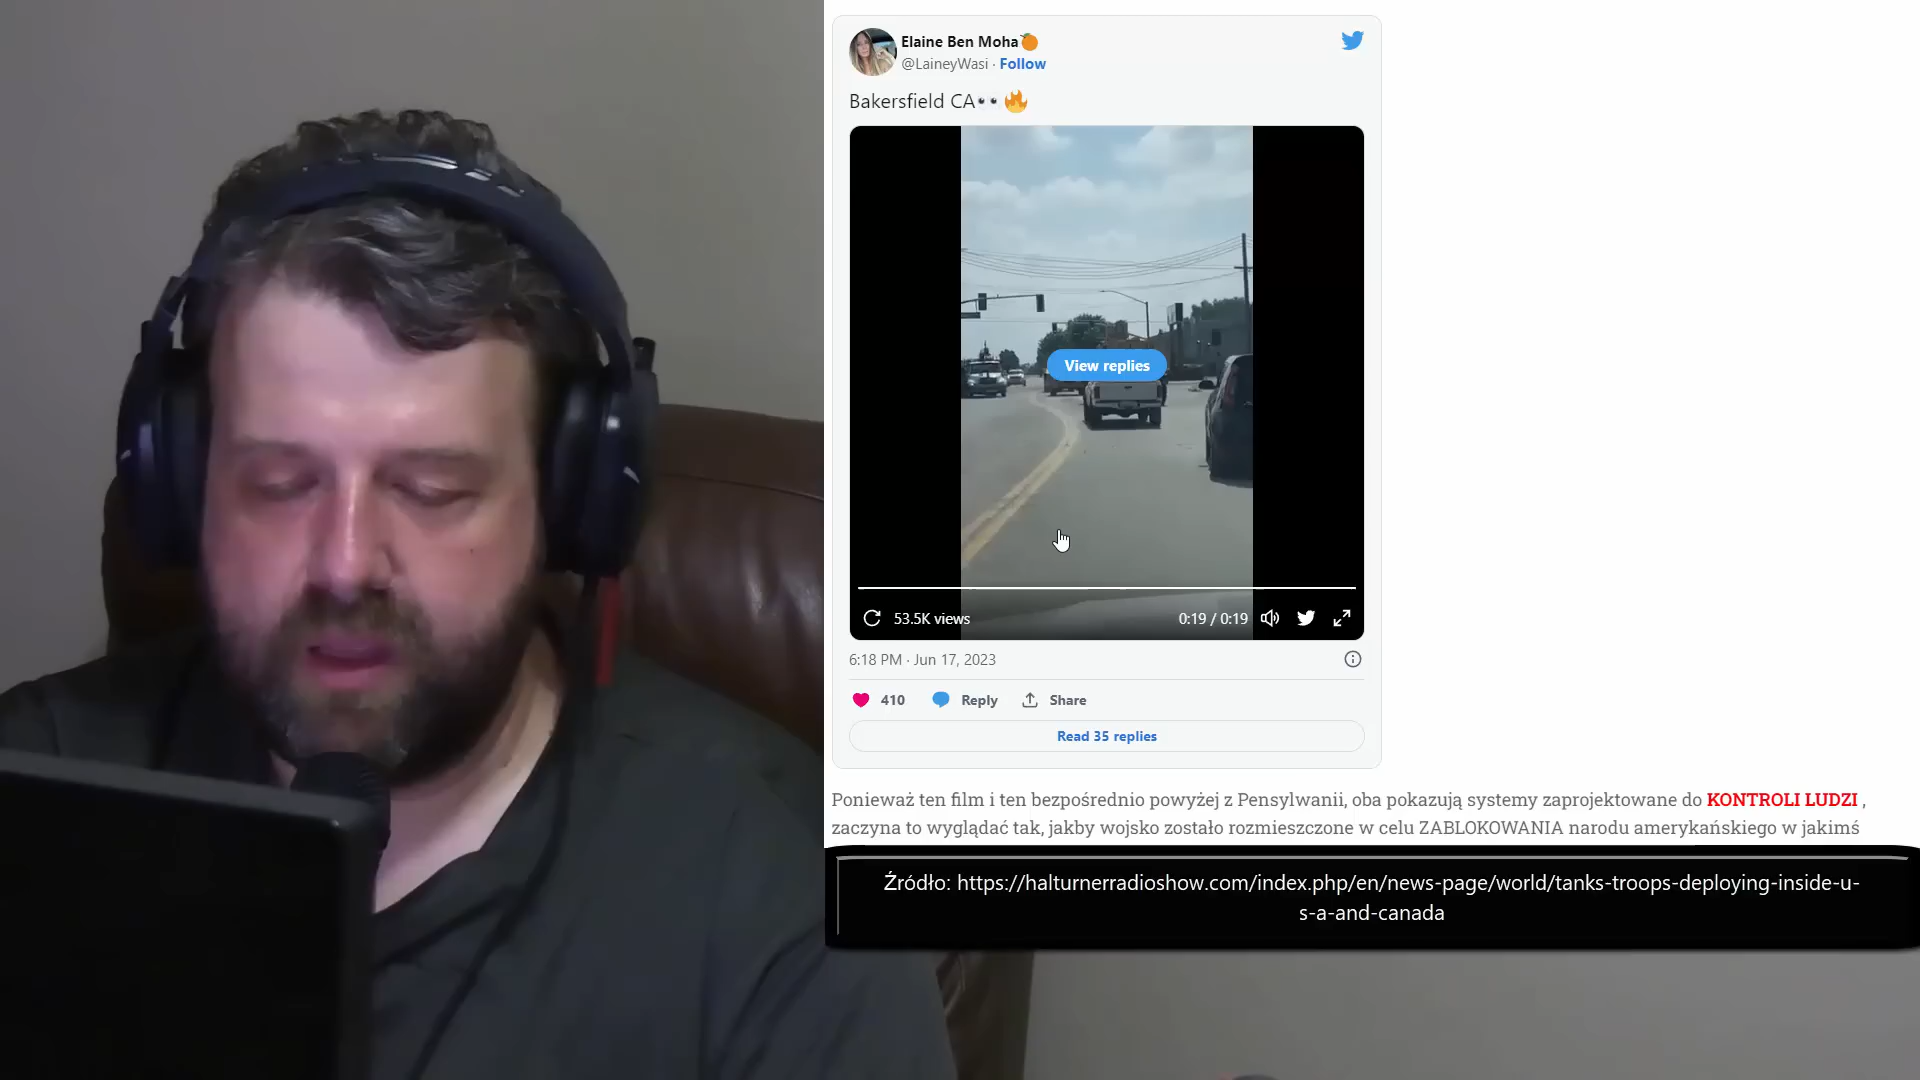 Elaine Ben Moha🍊
@LaineyWasi · Follow
Bakersfield CA👀🔥
View replies
53.5K views
0:19 / 0:19
6:18 PM · Jun 17, 2023
410
Reply
Share
Read 35 replies
Ponieważ ten film i ten bezpośrednio powyżej z Pensylwanii, oba pokazują systemy zaprojektowane do KONTROLI LUDZI ,
zaczyna to wyglądać tak, jakby wojsko zostało rozmieszczone w celu ZABLOKOWANIA narodu amerykańskiego w jakimś
Źródło: https://halturnerradioshow.com/index.php/en/news-page/world/tanks-troops-deploying-inside-u-
s-a-and-canada